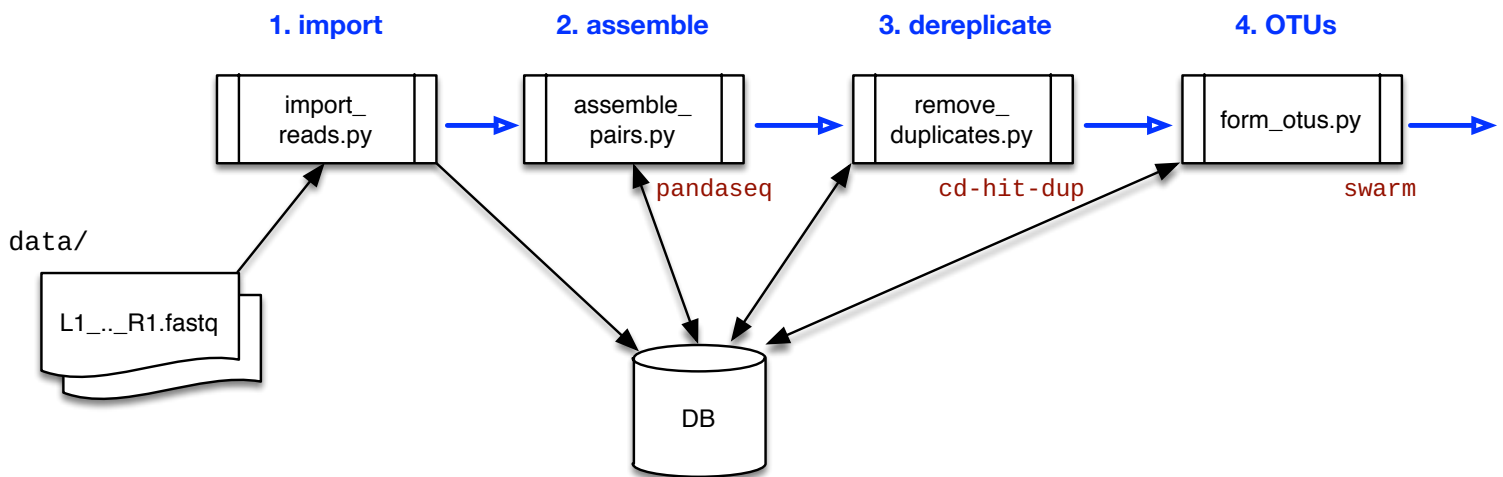 1. import
2. assemble
3. dereplicate
4. OTUs
import_
reads.py
assemble_
pairs.py
remove_
duplicates.py
form_otus.py
pandaseq
cd-hit-dup
swarm
data/
L1_.._R1.fastq
DB